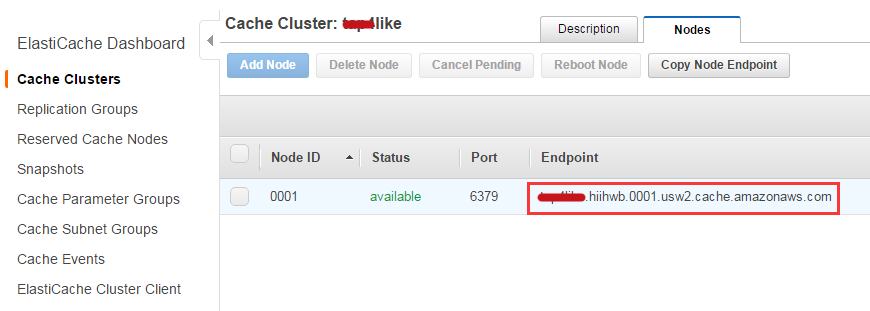 Cache Cluster: like
Description
Nodes
ElastiCache Dashboard
Cache Clusters
Replication Groups
Reserved Cache Nodes
Snapshots
Cache Parameter Groups
Cache Subnet Groups
Cache Events
ElastiCache Cluster Client
Add Node
Delete Node
Cancel Pending
Reboot Node
Copy Node Endpoint
Node ID
Status
Port
Endpoint
0001
available
6379
.hiihwb.0001.usw2.cache.amazonaws.com